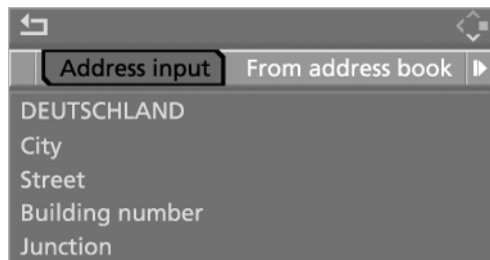 Address input From address book
DEUTSCHLAND
City
Street
Building number
Junction